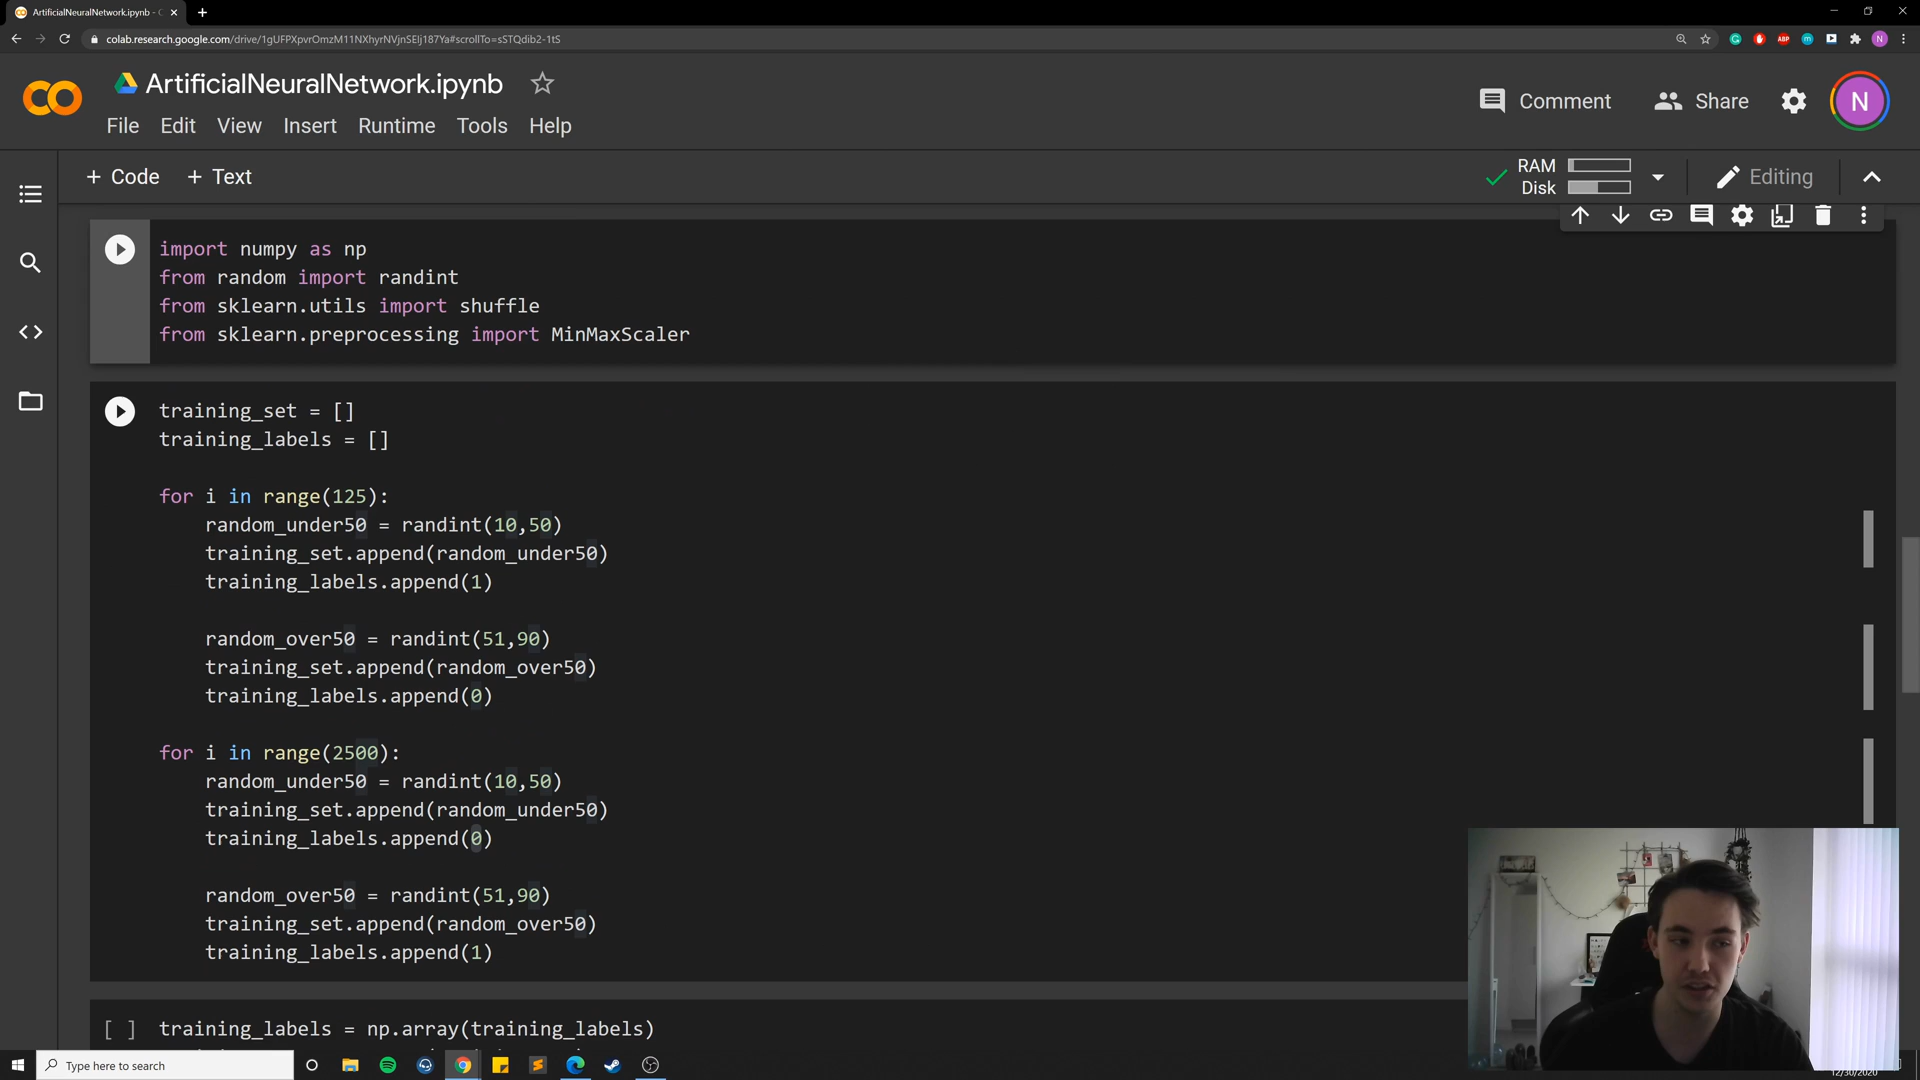 ArtificialNeuralNetwork.ipynb - C
colab.research.google.com/drive/1gUFPXpvrOmzM11NXhyrNVjnSEIj187Ya#scrollTo=sSTQdib2-1tS
ABP
N
CO
ArtificialNeuralNetwork.ipynb
Comment
Share
N
File Edit View Insert Runtime Tools Help
+ Code + Text
RAM
Disk
Editing
import numpy as np
from random import randint
from sklearn.utils import shuffle
from sklearn.preprocessing import MinMaxScaler
training_set = []
training_labels = []
for i in range(125):
random_under50 = randint(10,50)
training_set.append(random_under50)
training_labels.append(1)
random_over50 = randint(51,90)
training_set.append(random_over50)
training_labels.append(0)
for i in range(2500):
random_under50 = randint(10,50)
training_set.append(random_under50)
training_labels.append(0)
random_over50 = randint(51,90)
training_set.append(random_over50)
training_labels.append(1)
[ ] training_labels = np.array(training_labels)
Type here to search
12/30/2020